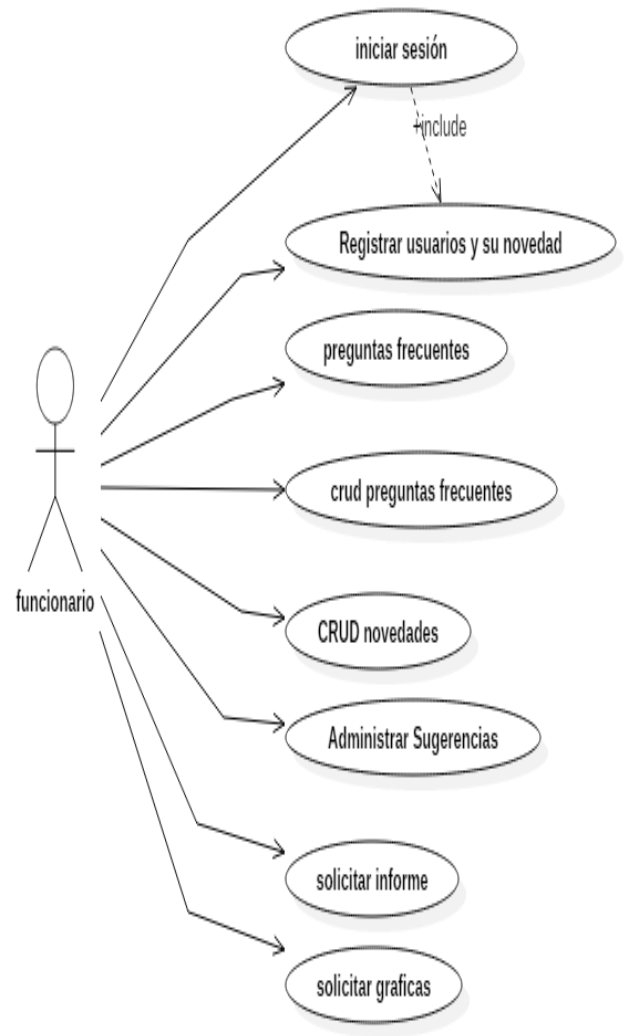 iniciar sesión
+include
Registrar usuarios y su novedad
preguntas frecuentes
crud preguntas frecuentes
funcionario
CRUD novedades
Administrar Sugerencias
solicitar informe
solicitar graficas